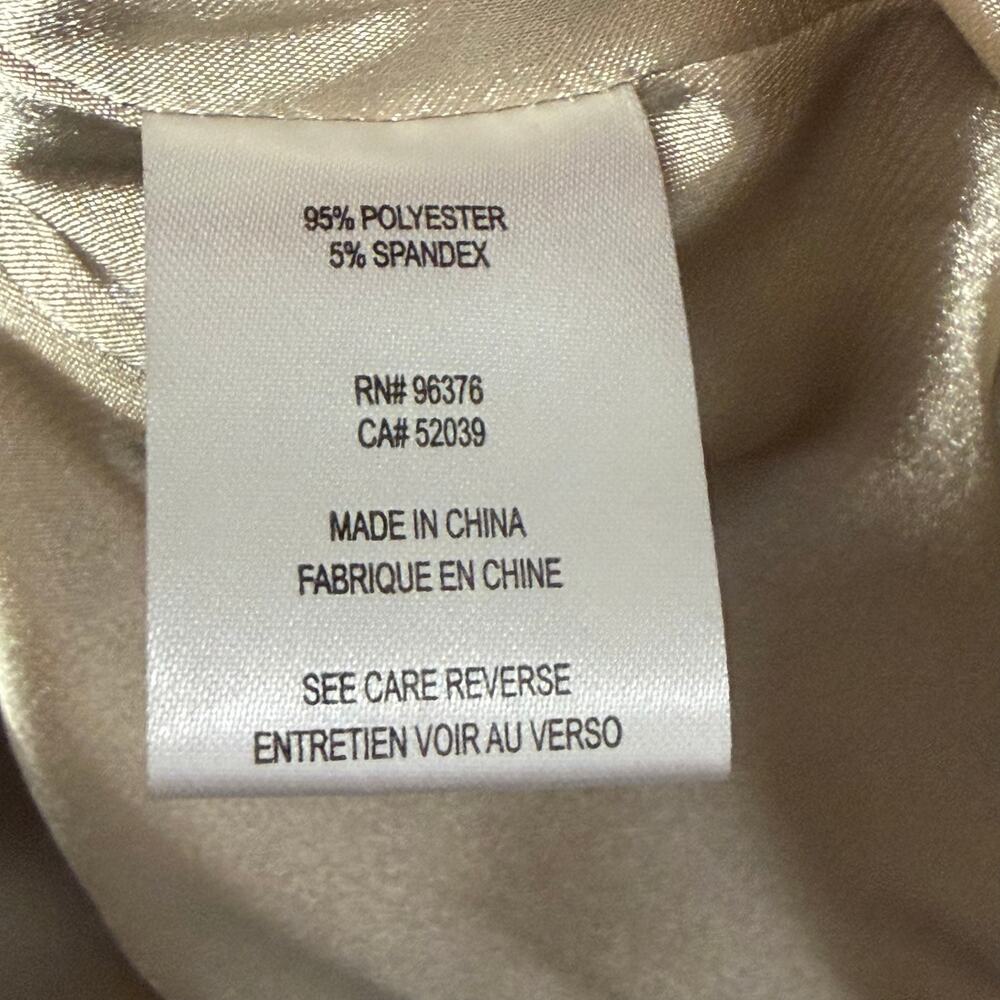 95% POLYESTER
5% SPANDEX
RN# 96376
CA# 52039
MADE IN CHINA
FABRIQUE EN CHINE
SEE CARE REVERSE
ENTRETIEN VOIR AU VERSO